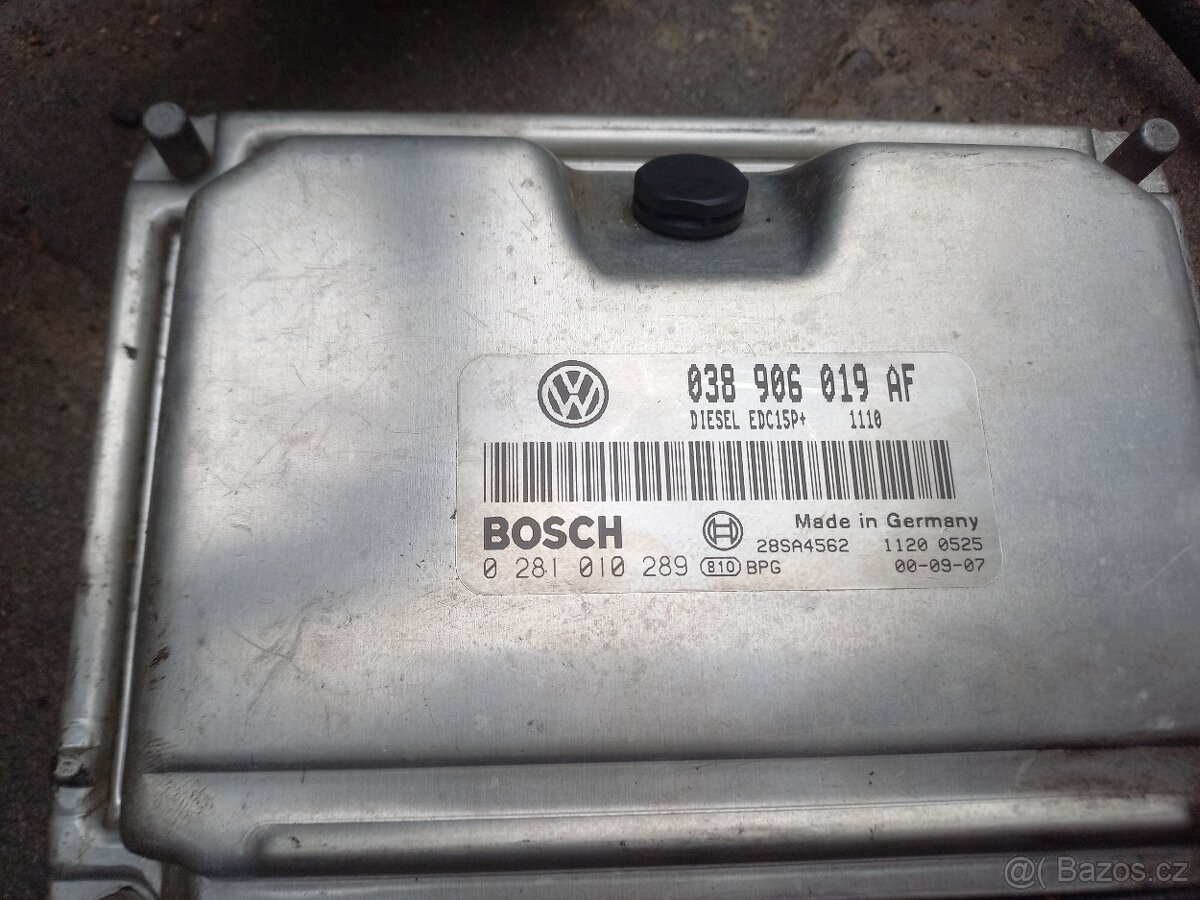 038 906 019 AF
DIESEL EDC15P+ 1110
BOSCH
Made in Germany
28SA4562 1120 0525
0 281 010 289 810 BPG 00-09-07
@( Bazos.cz